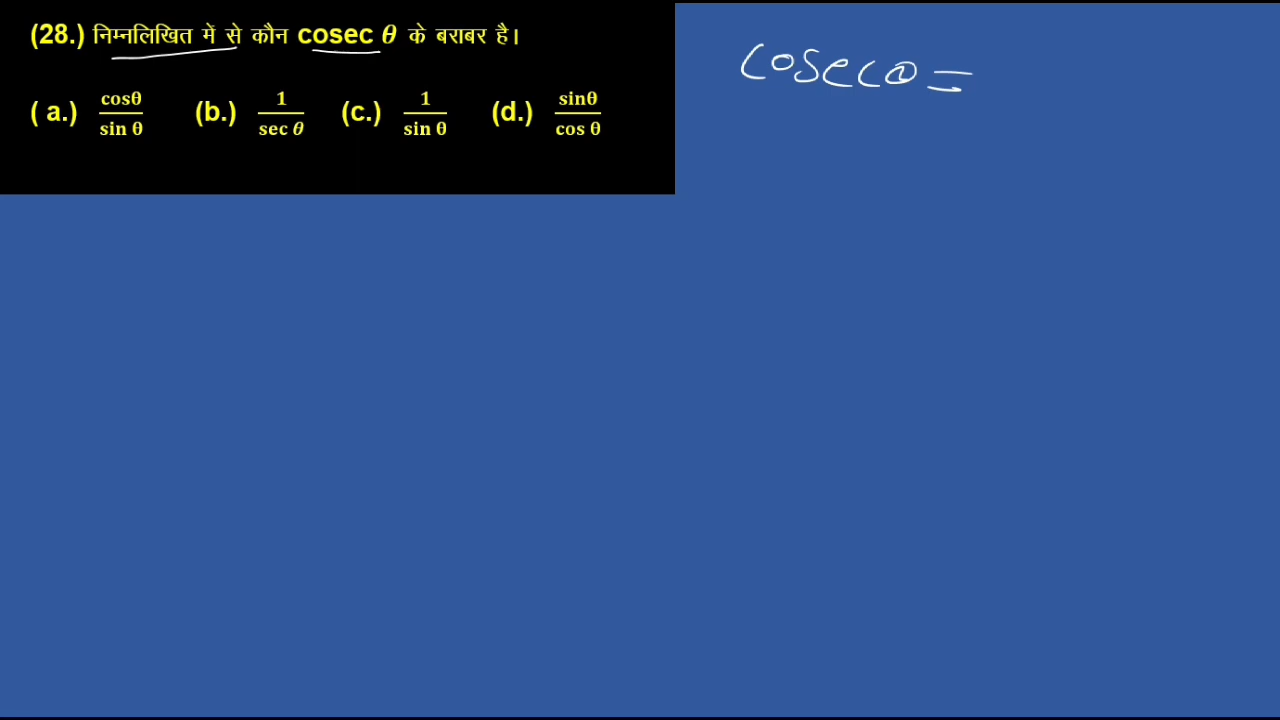 (28.) निम्नलिखित में से कौन cosec θ के बराबर है।
( a.) cosθ/sin θ (b.) 1/sec θ (c.) 1/sin θ (d.) sinθ/cos θ
cosecθ =